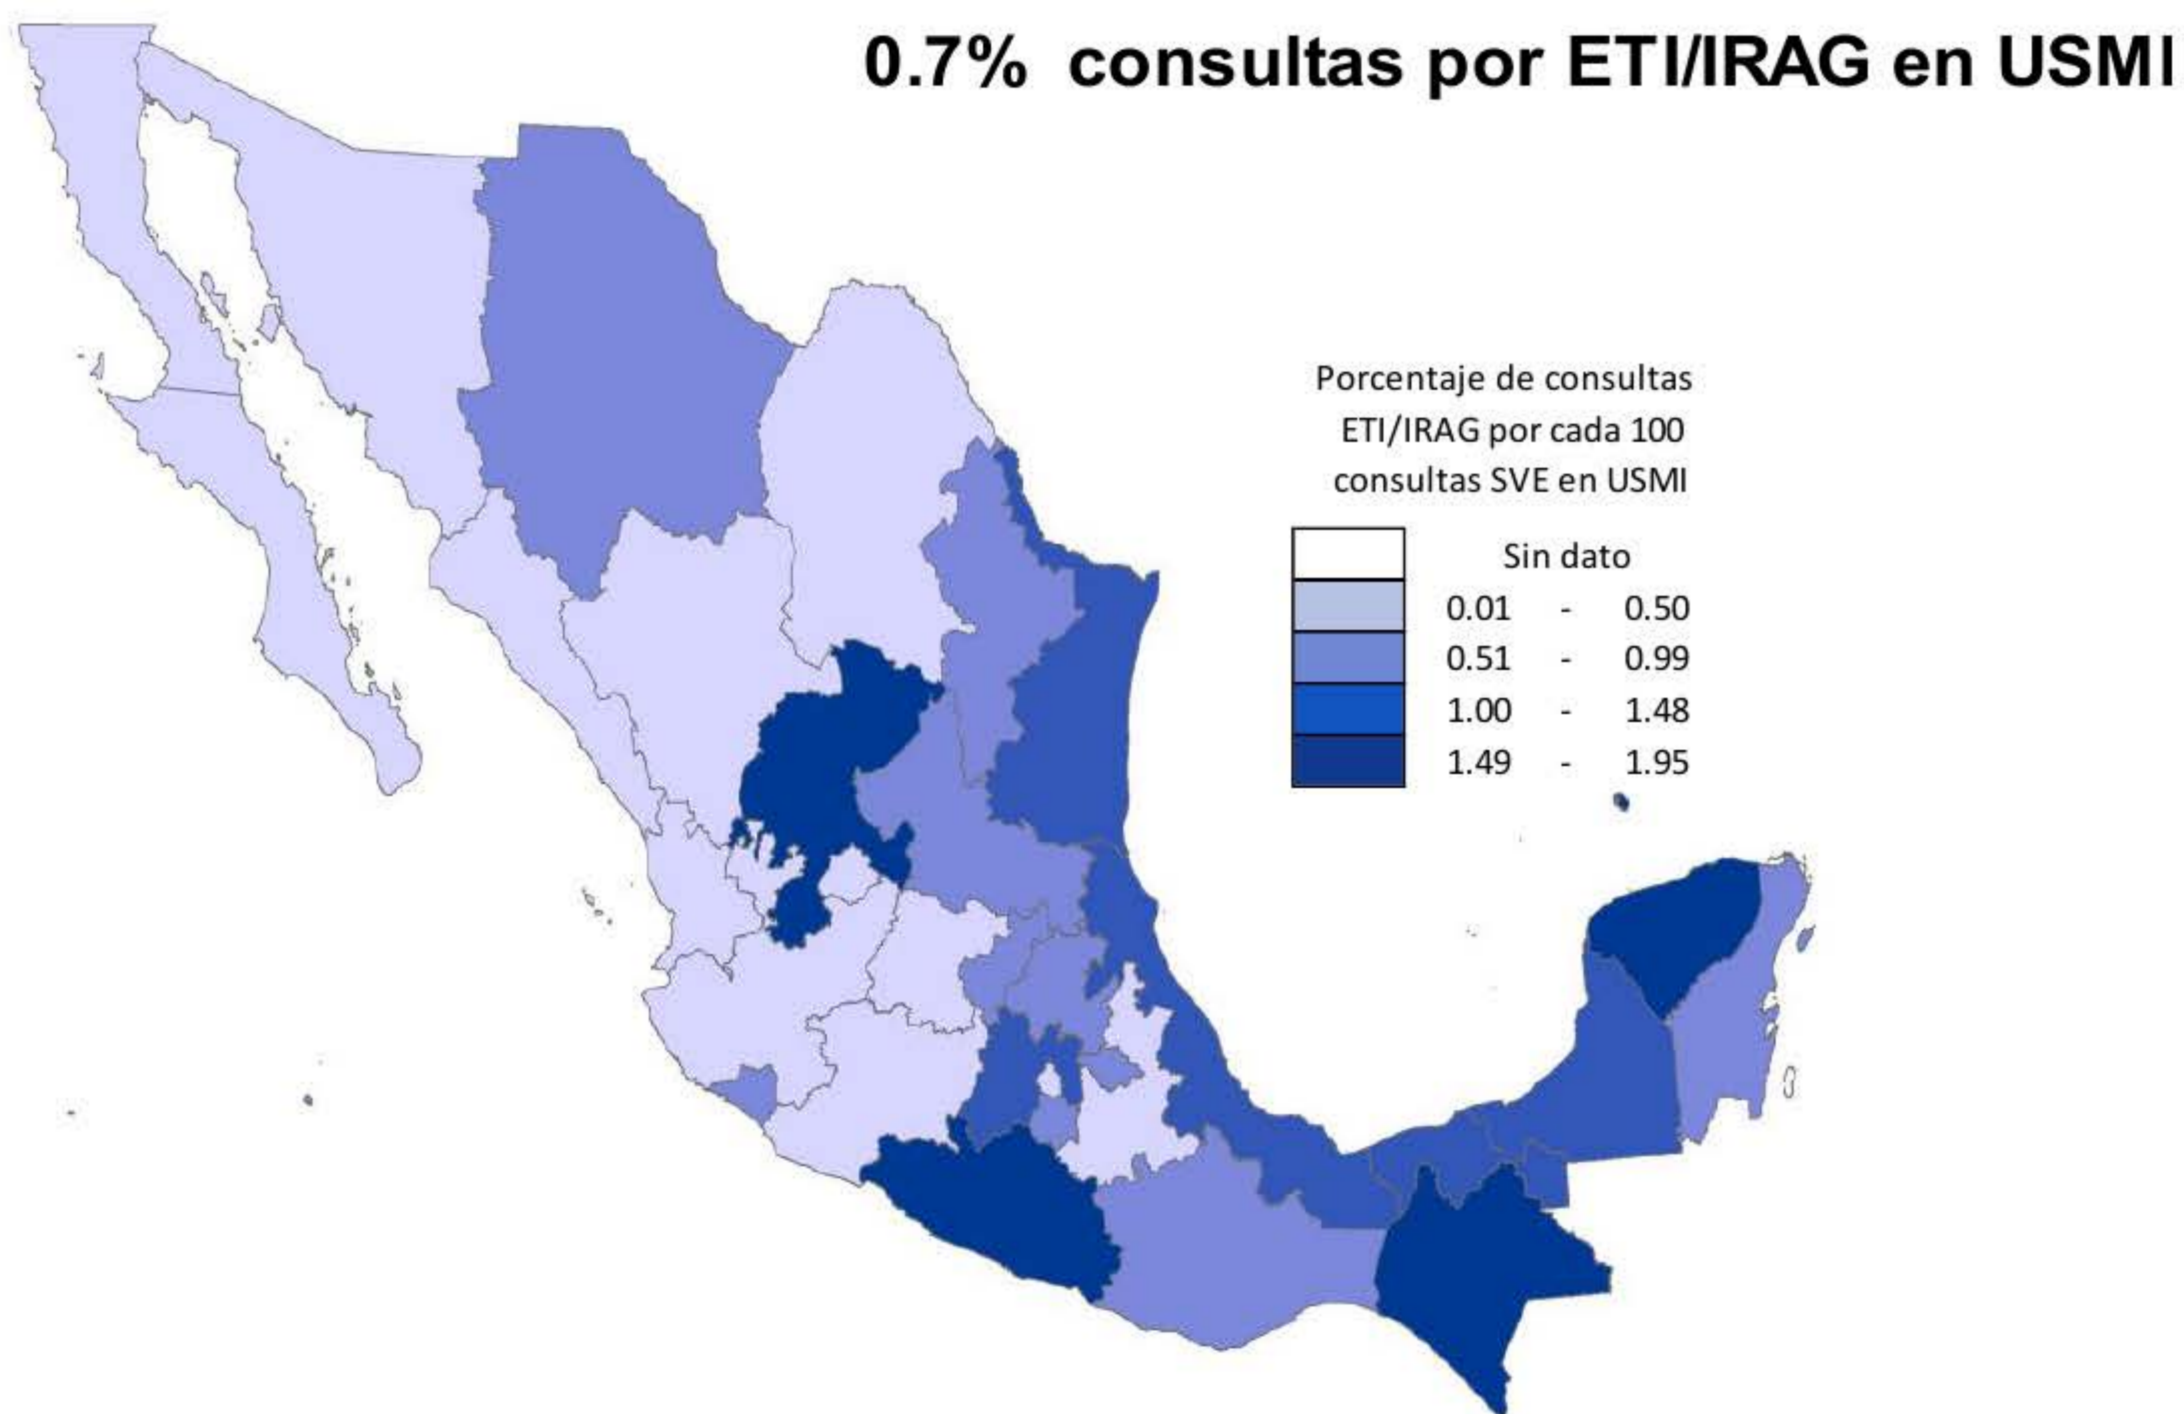 0.7% consultas por ETI/IRAG en USMI
Porcentaje de consultas
ETI/IRAG por cada 100
consultas SVE en USMI
Sin dato
0.01 - 0.50
0.51 - 0.99
1.00 - 1.48
1.49 - 1.95